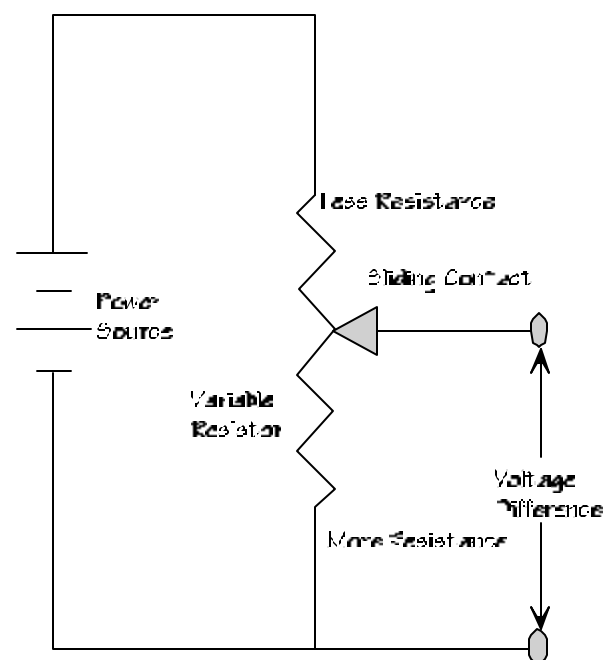 Less Resistance
Sliding Contact
Power
Source
Variable
Resistor
Voltage
Difference
More Resistance